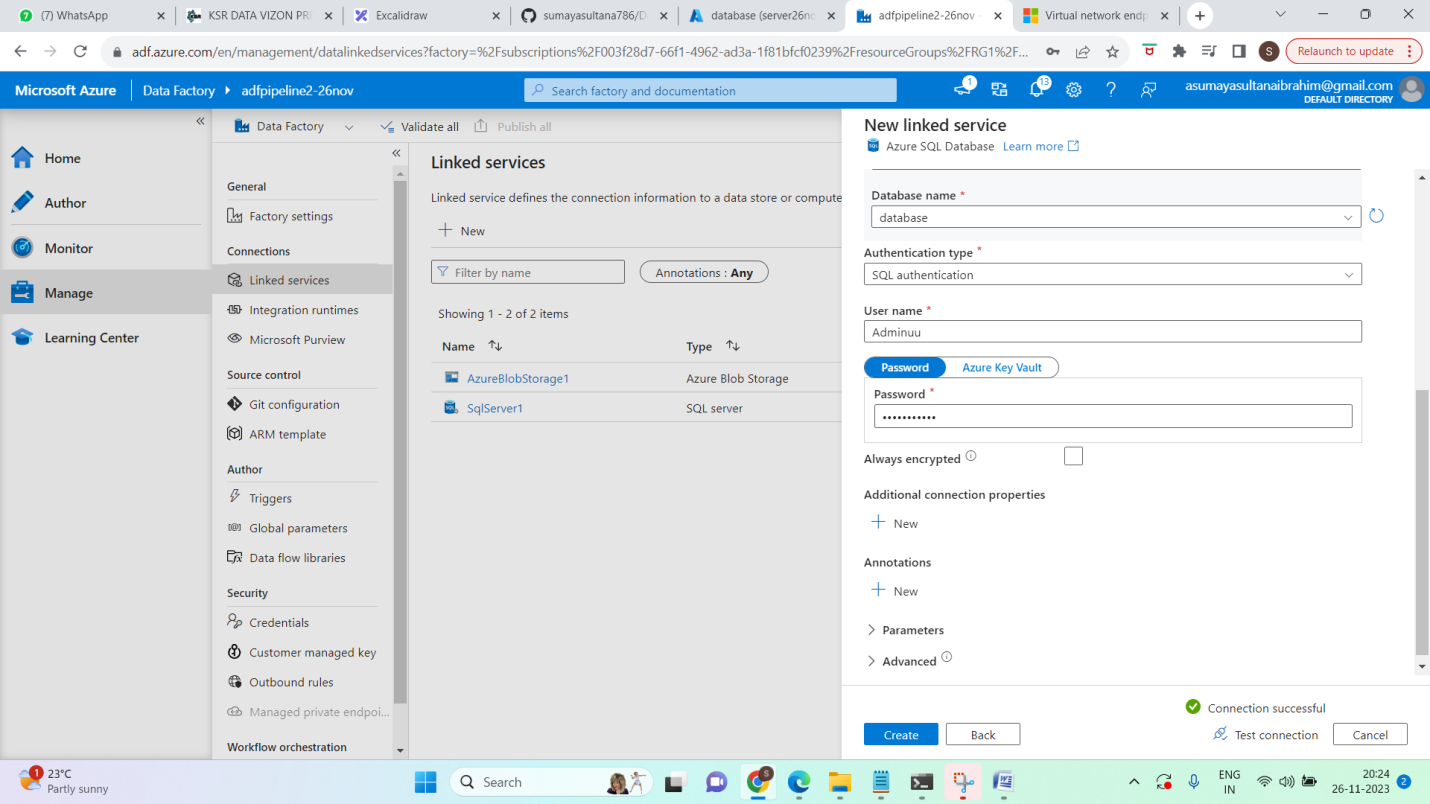 (7) WhatsApp
KSR DATA VIZON PR
Excalidraw
sumayasultana786/D
database (server26no
adfpipeline2-26nov -
Virtual network endp
adf.azure.com/en/management/datalinkedservices?factory=%2Fsubscriptions%2F003f28d7-66f1-4962-ad3a-1f81bfcf0239%2FresourceGroups%2FRG1%2F...
S
Relaunch to update
Microsoft Azure
Data Factory
adfpipeline2-26nov
Search factory and documentation
1
13
asumayasultanaibrahim@gmail.com
DEFAULT DIRECTORY
Home
Author
Monitor
Manage
Learning Center
Data Factory
Validate all
Publish all
General
Factory settings
Connections
Linked services
Integration runtimes
Microsoft Purview
Source control
Git configuration
ARM template
Author
Triggers
Global parameters
Data flow libraries
Security
Credentials
Customer managed key
Outbound rules
Managed private endpoi...
Workflow orchestration
Linked services
Linked service defines the connection information to a data store or compute
New
Filter by name
Annotations : Any
Showing 1 - 2 of 2 items
Name
Type
AzureBlobStorage1
Azure Blob Storage
SqlServer1
SQL server
New linked service
Azure SQL Database
Learn more
Database name *
database
Authentication type *
SQL authentication
User name *
Adminuu
Password
Azure Key Vault
Password *
•••••••••••
Always encrypted
Additional connection properties
New
Annotations
New
Parameters
Advanced
Connection successful
Create
Back
Test connection
Cancel
1
23°C
Partly sunny
Search
S
ENG
IN
20:24
26-11-2023
2